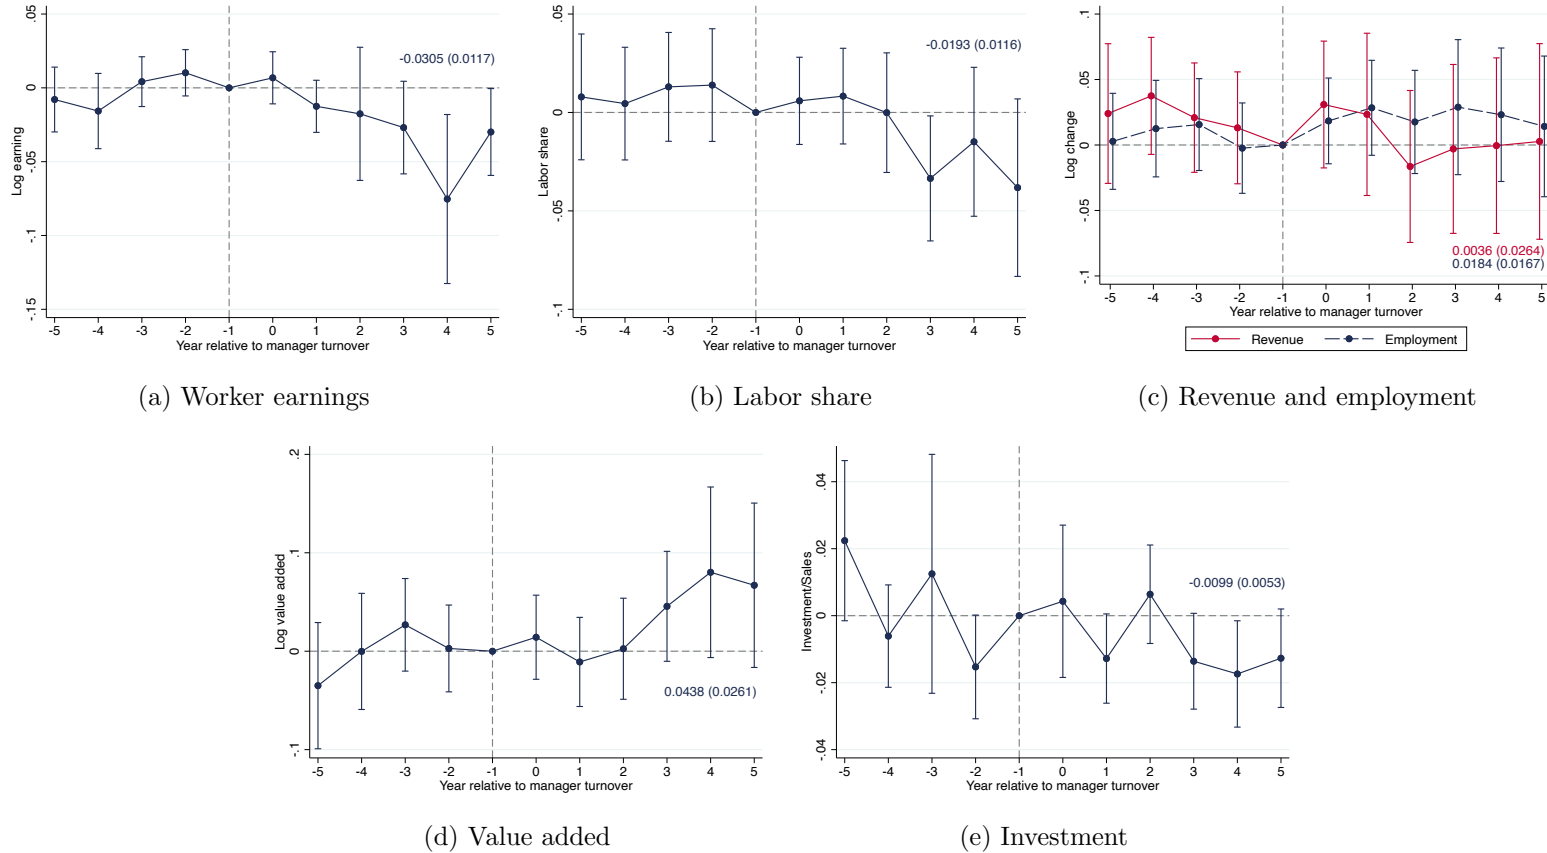 .05
0
-.05
-.1
-.15
Log earning
-0.0305 (0.0117)
-5 -4 -3 -2 -1 0 1 2 3 4 5
Year relative to manager turnover
(a) Worker earnings
.05
0
-.05
-.1
Labor share
-0.0193 (0.0116)
-5 -4 -3 -2 -1 0 1 2 3 4 5
Year relative to manager turnover
(b) Labor share
.1
.05
0
-.05
-.1
Log change
0.0036 (0.0264)
0.0184 (0.0167)
-5 -4 -3 -2 -1 0 1 2 3 4 5
Year relative to manager turnover
Revenue Employment
(c) Revenue and employment
.2
.1
0
-.1
Log value added
0.0438 (0.0261)
-5 -4 -3 -2 -1 0 1 2 3 4 5
Year relative to manager turnover
(d) Value added
.04
.02
0
-.02
-.04
Investment/Sales
-0.0099 (0.0053)
-5 -4 -3 -2 -1 0 1 2 3 4 5
Year relative to manager turnover
(e) Investment